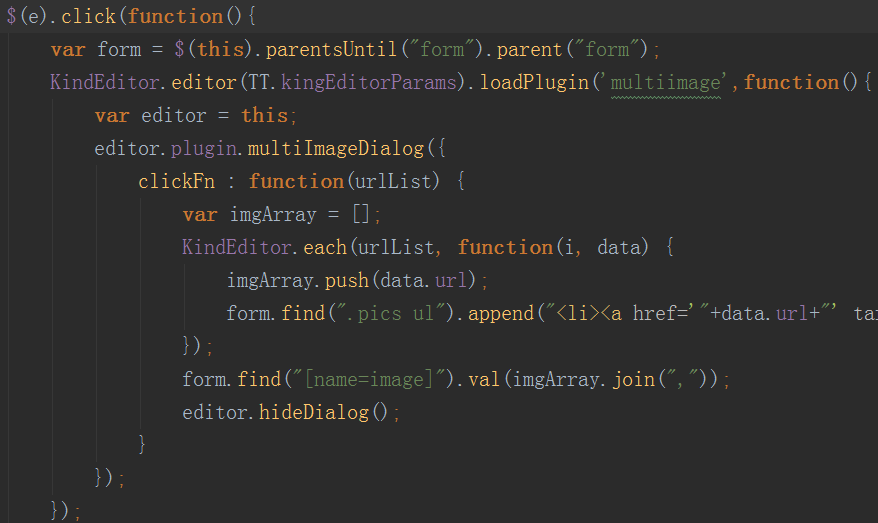 $(e).click(function(){
var form = $(this).parentsUntil("form").parent("form");
KindEditor.editor(TT.kingEditorParams).loadPlugin('multiimage',function(){
var editor = this;
editor.plugin.multiImageDialog({
clickFn : function(urlList) {
var imgArray = [];
KindEditor.each(urlList, function(i, data) {
imgArray.push(data.url);
form.find(".pics ul").append("<li><a href='"+data.url+"' ta
});
form.find("[name=image]").val(imgArray.join(","));
editor.hideDialog();
}
});
});